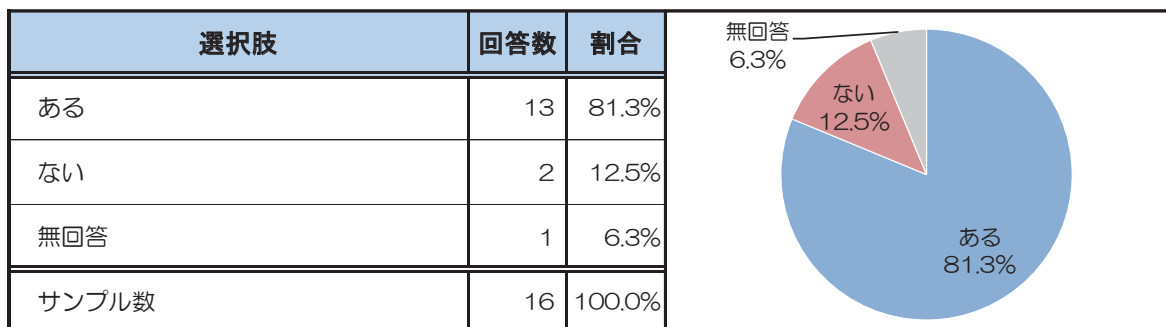 選択肢 回答数 割合
ある 13 81.3%
ない 2 12.5%
無回答 1 6.3%
サンプル数 16 100.0%
無回答
6.3%
ない
12.5%
ある
81.3%